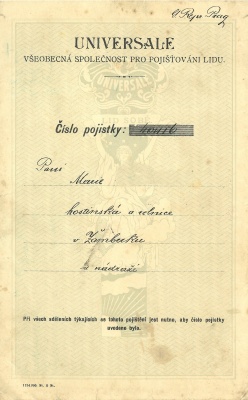 UNIVERSALE
VŠEOBECNÁ SPOLEČNOST PRO POJIŠŤOVÁNÍ LIDU.
Číslo pojistky:
Paní
Marie
hostinská a rolnice
v Žamberku
nádraží
Při všech sděleních týkajících se tohoto pojištění jest nutno, aby číslo pojistky
uvedeno bylo.